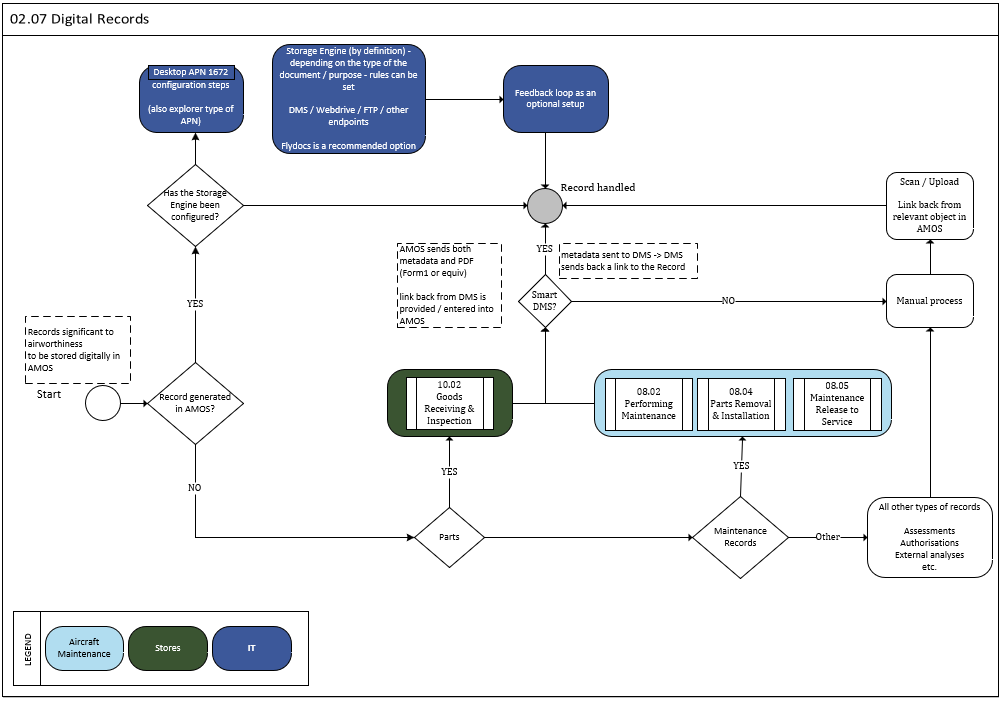 02.07 Digital Records
Desktop APN 1672
configuration steps
(also explorer type of
APN)
Storage Engine (by definition) -
depending on the type of the
document / purpose - rules can be
set
DMS / Webdrive / FTP / other
endpoints
Flydocs is a recommended option
Feedback loop as an
optional setup
Has the Storage
Engine been
configured?
Record handled
Scan / Upload
Link back from
relevant object in
AMOS
AMOS sends both
metadata and PDF
(Form1 or equiv)
link back from DMS is
provided / entered into
AMOS
YES
metadata sent to DMS -> DMS
sends back a link to the Record
Smart
DMS?
NO
Manual process
YES
Records significant to
airworthiness
to be stored digitally in
AMOS
Start
Record generated
in AMOS?
10.02
Goods
Receiving &
Inspection
08.02
Performing
Maintenance
08.04
Parts Removal
& Installation
08.05
Maintenance
Release to
Service
NO
YES
YES
Parts
Maintenance
Records
Other
All other types of records
Assessments
Authorisations
External analyses
etc.
LEGEND
Aircraft
Maintenance
Stores
IT